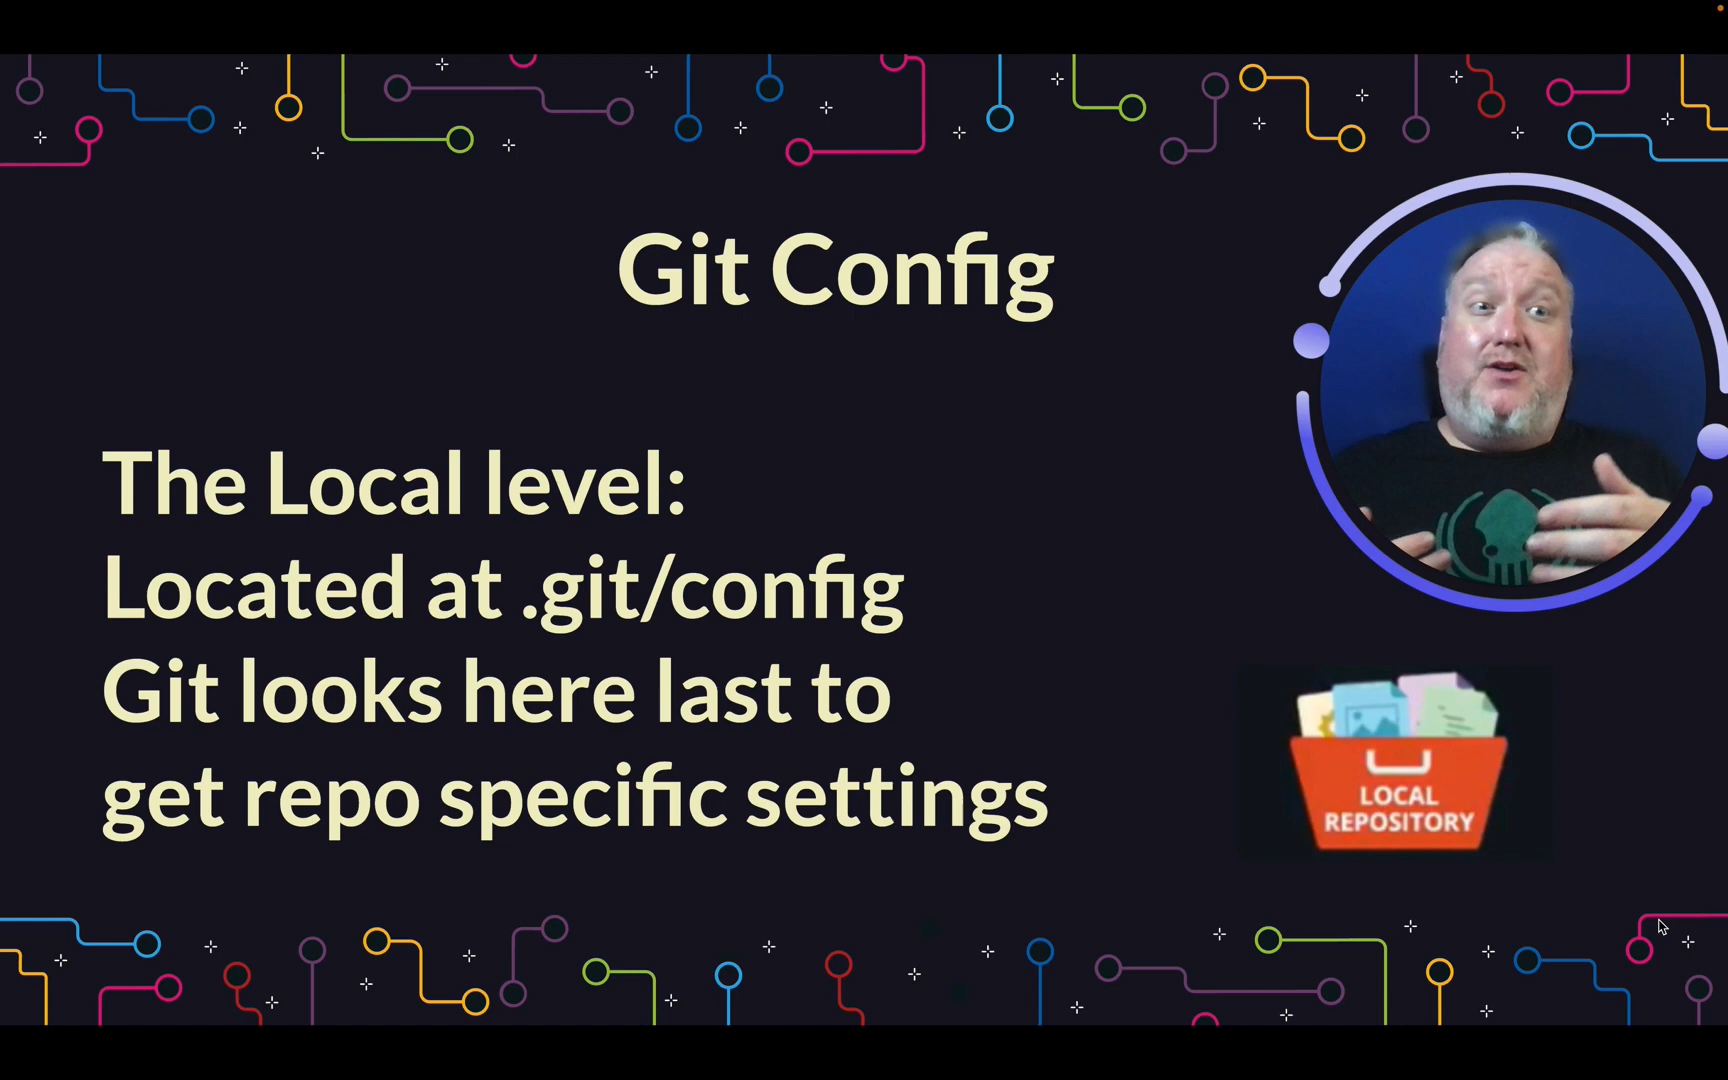 Git Config
The Local level:
Located at .git/config
Git looks here last to
get repo specific settings
LOCAL
REPOSITORY